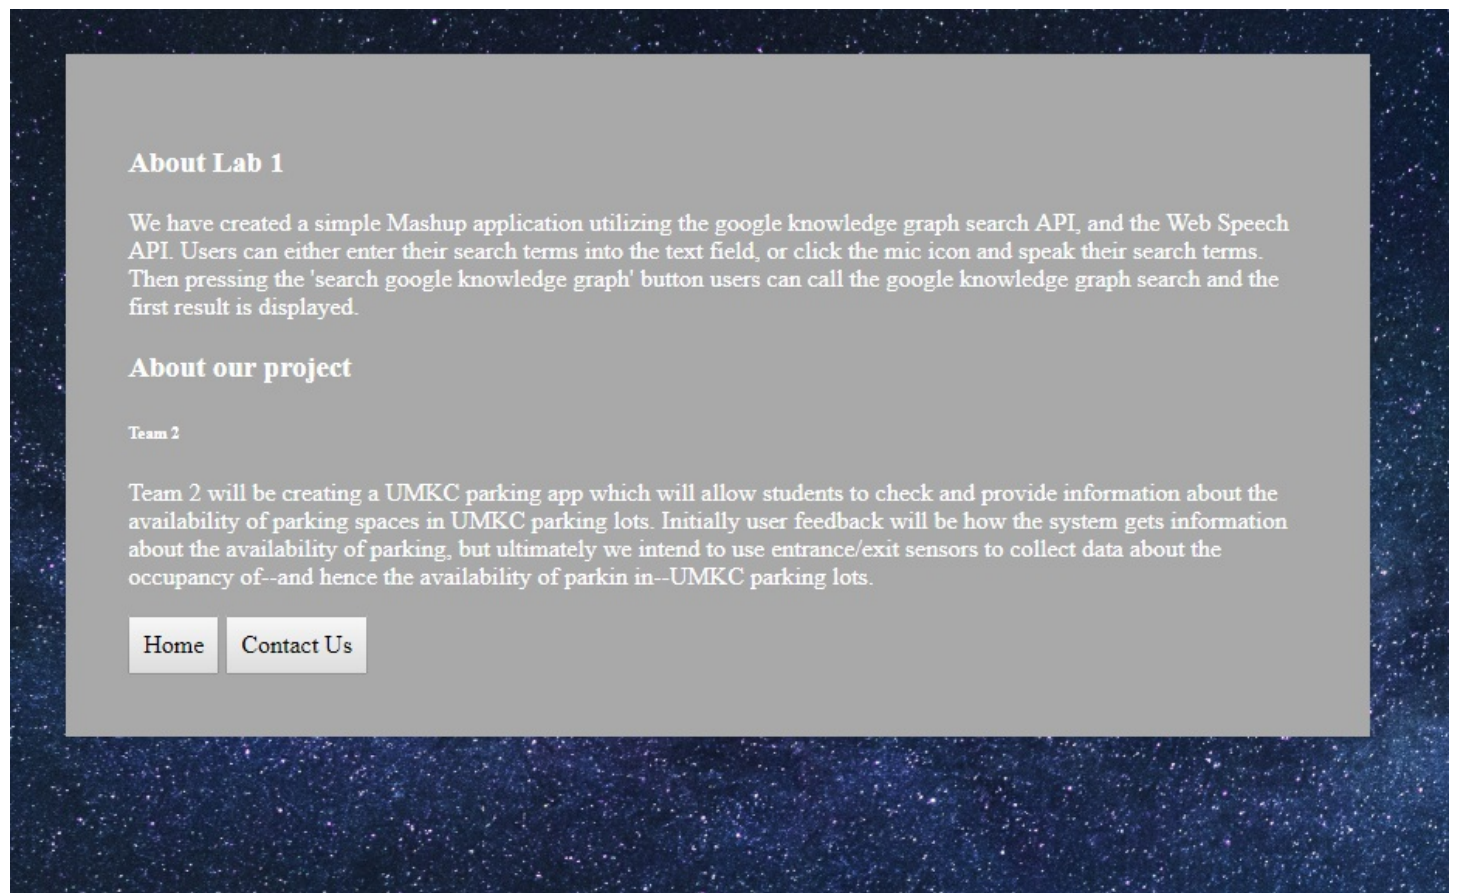 About Lab 1
We have created a simple Mashup application utilizing the google knowledge graph search API, and the Web Speech
API. Users can either enter their search terms into the text field, or click the mic icon and speak their search terms.
Then pressing the 'search google knowledge graph' button users can call the google knowledge graph search and the
first result is displayed.
About our project
Team 2
Team 2 will be creating a UMKC parking app which will allow students to check and provide information about the
availability of parking spaces in UMKC parking lots. Initially user feedback will be how the system gets information
about the availability of parking, but ultimately we intend to use entrance/exit sensors to collect data about the
occupancy of--and hence the availability of parkin in--UMKC parking lots.
Home Contact Us